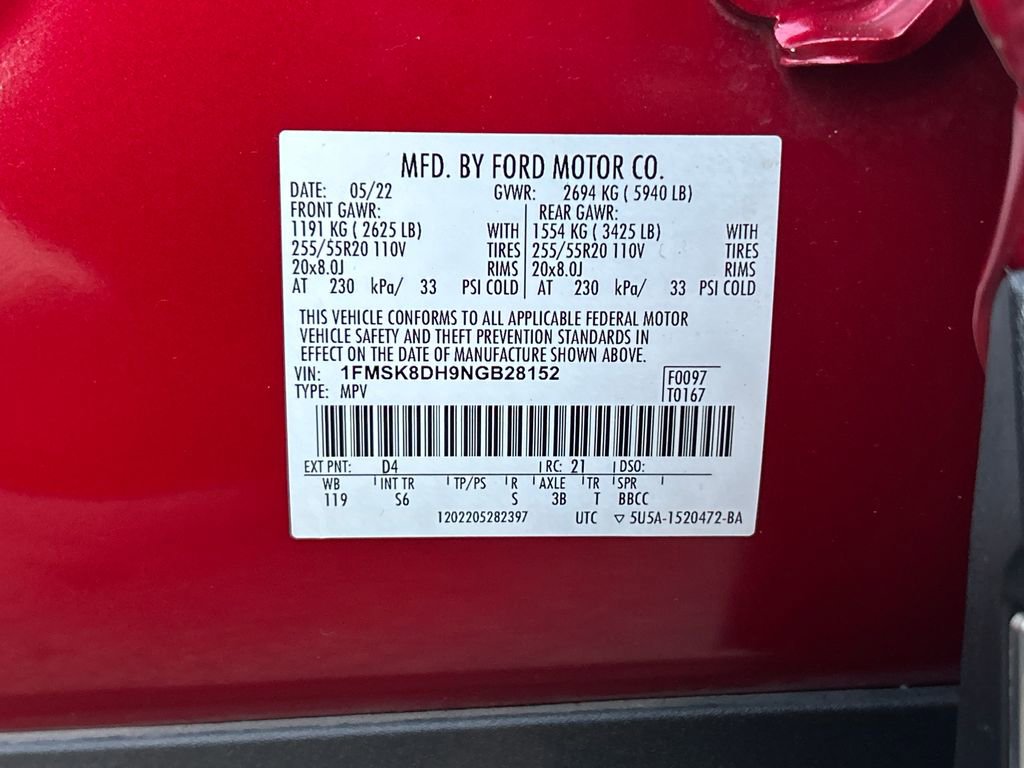 MFD. BY FORD MOTOR CO.
DATE: 05/22 GVWR: 2694 KG ( 5940 LB)
FRONT GAWR: REAR GAWR:
1191 KG ( 2625 LB) WITH 1554 KG ( 3425 LB) WITH
255/55R20 110V TIRES 255/55R20 110V TIRES
20x8.0J RIMS 20x8.0J RIMS
AT 230 kPa/ 33 PSI COLD AT 230 kPa/ 33 PSI COLD
THIS VEHICLE CONFORMS TO ALL APPLICABLE FEDERAL MOTOR
VEHICLE SAFETY AND THEFT PREVENTION STANDARDS IN
EFFECT ON THE DATE OF MANUFACTURE SHOWN ABOVE.
VIN: 1FMSK8DH9NGB28152 F0097
TYPE: MPV T0167
EXT PNT: D4 RC: 21 DSO:
WB INT TR TP/PS R AXLE TR SPR
119 S6 S 3B T BBCC
1202205282397 UTC ▽ 5U5A-1520472-BA